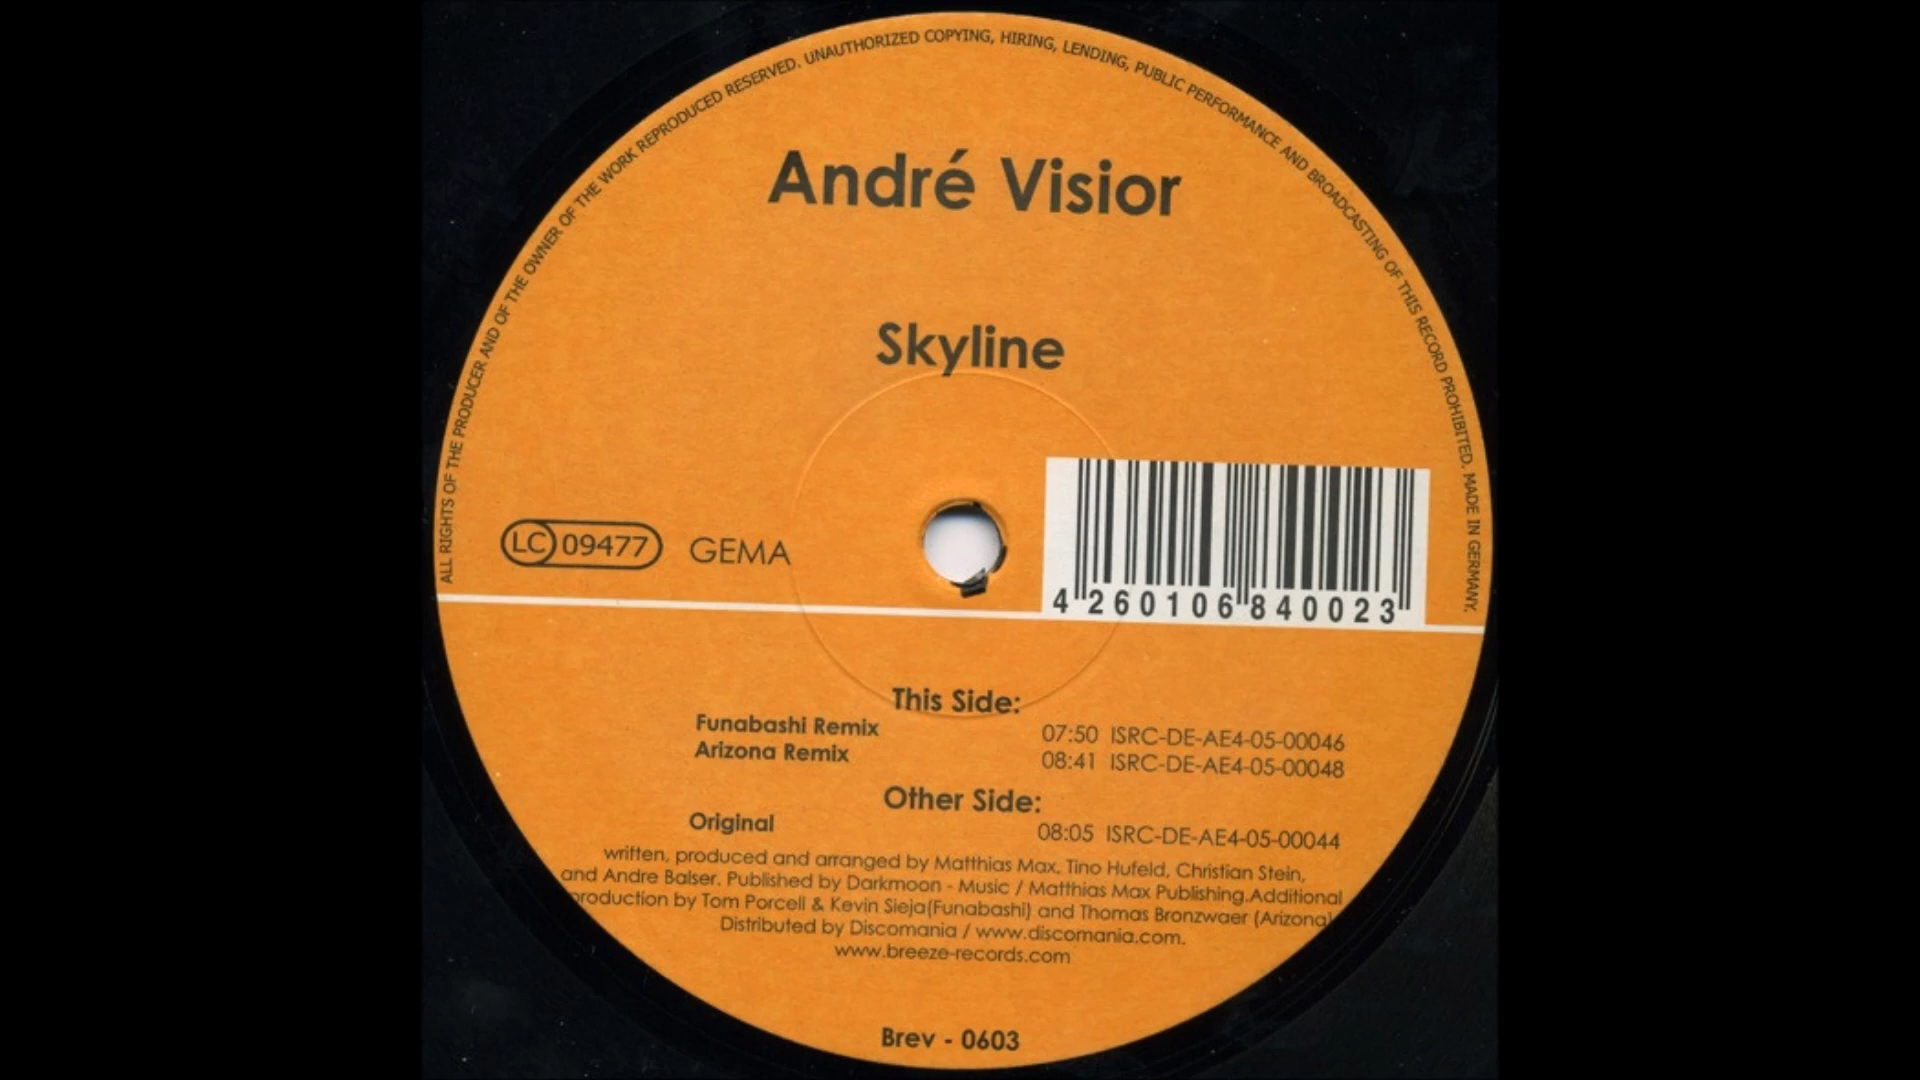 ALL RIGHTS OF THE PRODUCER AND OF THE OWNER OF THE WORK REPRODUCED RESERVED. UNAUTHORIZED COPYING, HIRING, LENDING, PUBLIC PERFORMANCE AND BROADCASTING OF THIS RECORD PROHIBITED. MADE IN GERMANY.
André Visior
Skyline
LC 09477 GEMA
4 260106 840023
This Side:
Funabashi Remix 07:50 ISRC-DE-AE4-05-00046
Arizona Remix 08:41 ISRC-DE-AE4-05-00048
Other Side:
Original 08:05 ISRC-DE-AE4-05-00044
written, produced and arranged by Matthias Max, Tino Hufeld, Christian Stein,
and Andre Balser. Published by Darkmoon - Music / Matthias Max Publishing.Additional
production by Tom Porcell & Kevin Sieja(Funabashi) and Thomas Bronzwaer (Arizona)
Distributed by Discomania / www.discomania.com.
www.breeze-records.com
Brev - 0603